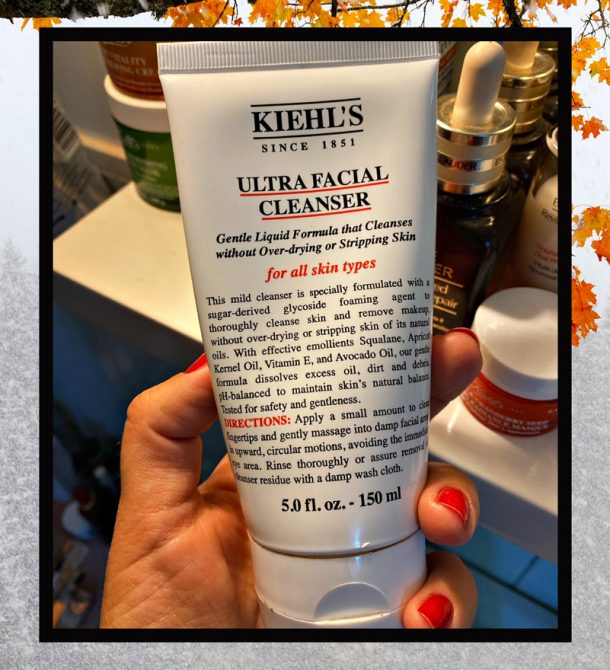 KIEHL'S
SINCE 1851
ULTRA FACIAL
CLEANSER
Gentle Liquid Formula that Cleanses
without Over-drying or Stripping Skin
for all skin types
This mild cleanser is specially formulated with a
sugar-derived glycoside foaming agent to
thoroughly cleanse skin and remove makeup,
without over-drying or stripping skin of its natural
oils. With effective emollients Squalane, Apricot
Kernel Oil, Vitamin E, and Avocado Oil, our gentle
formula dissolves excess oil, dirt and debris.
pH-balanced to maintain skin's natural balance.
Tested for safety and gentleness.
DIRECTIONS: Apply a small amount to clean
fingertips and gently massage into damp facial area
in upward, circular motions, avoiding the immediate
eye area. Rinse thoroughly or assure removal
cleanser residue with a damp wash cloth.
5.0 fl. oz. - 150 ml
LAUDER